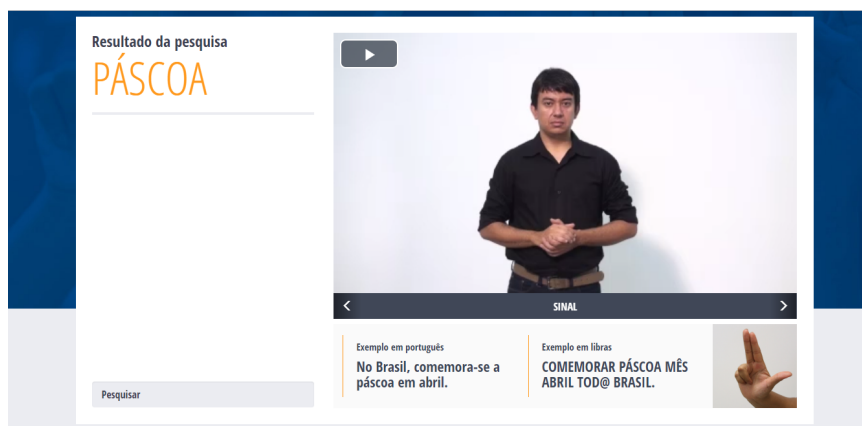 Resultado da pesquisa
PÁSCOA
SINAL
Exemplo em português
No Brasil, comemora-se a
páscoa em abril.
Exemplo em libras
COMEMORAR PÁSCOA MÊS
ABRIL TOD@ BRASIL.
Pesquisar